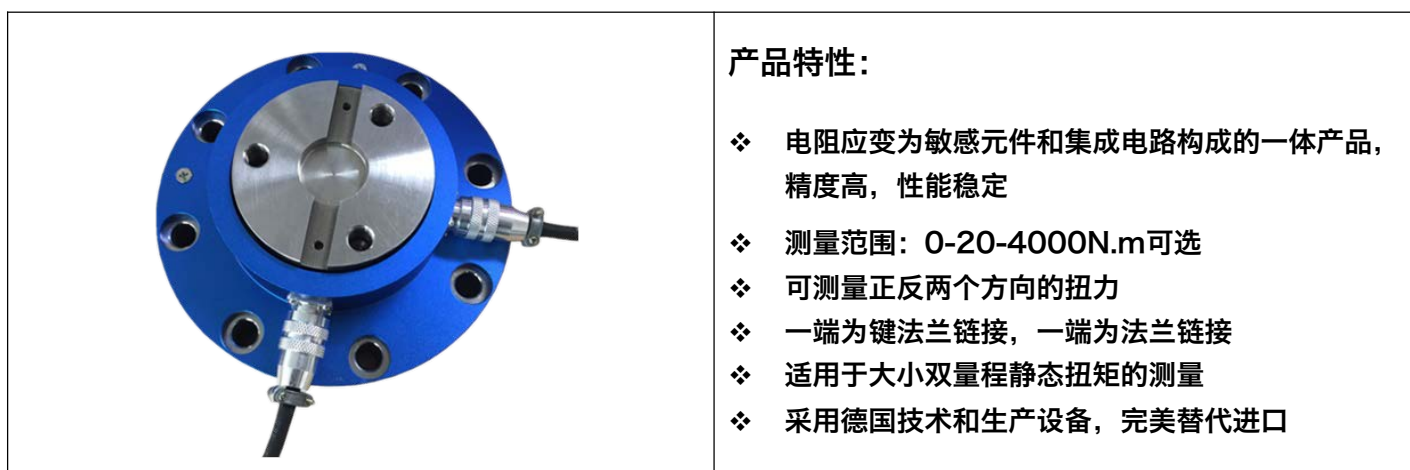 产品特性：
❖ 电阻应变为敏感元件和集成电路构成的一体产品，
精度高，性能稳定
❖ 测量范围：0-20-4000N.m可选
❖ 可测量正反两个方向的扭力
❖ 一端为键法兰链接，一端为法兰链接
❖ 适用于大小双量程静态扭矩的测量
❖ 采用德国技术和生产设备，完美替代进口